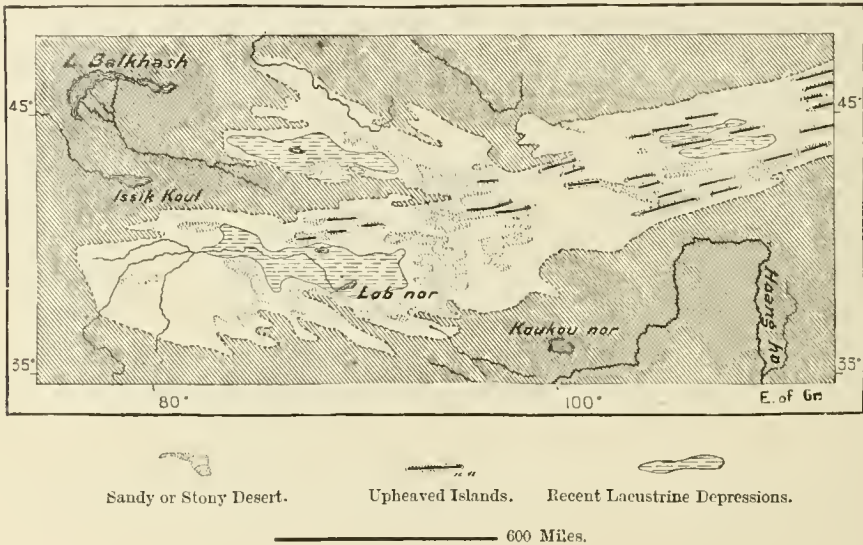 L. Balkhash
45°
45°
Issik Koul
Lob nor
Koukou nor
Hoang ho
35°
35°
80°
100°
E. of Gr.
Sandy or Stony Desert.
Upheaved Islands.
Recent Lacustrine Depressions.
600 Miles.